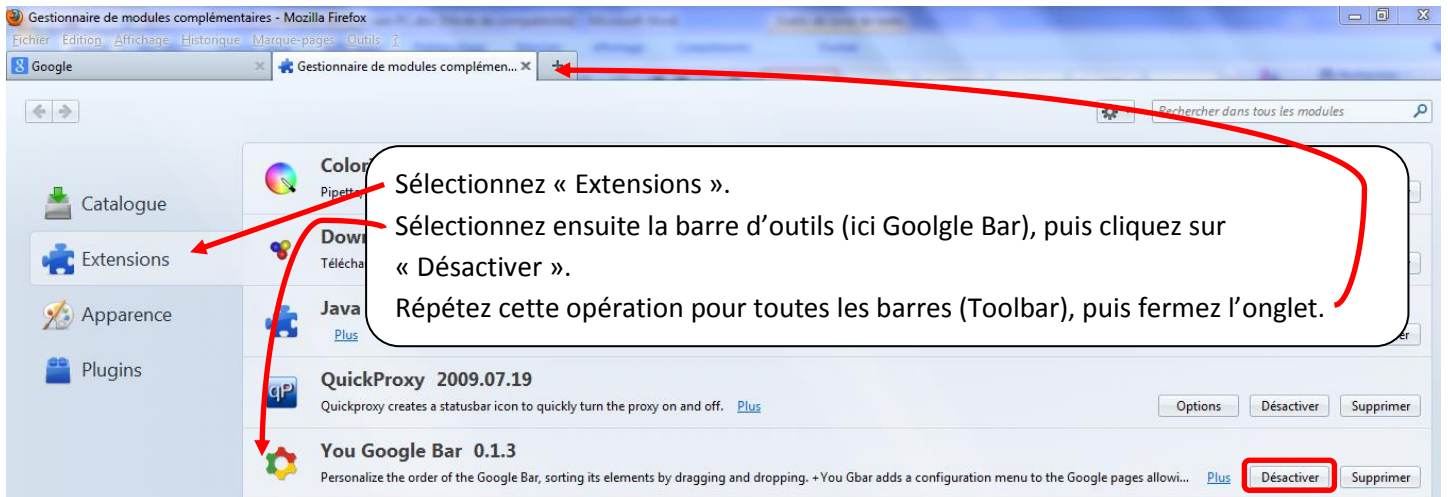 Gestionnaire de modules complémentaires - Mozilla Firefox
Fichier Edition Affichage Historique Marque-pages Outils ?
Google
Gestionnaire de modules complémen...
Rechercher dans tous les modules
Catalogue
Extensions
Apparence
Plugins
Sélectionnez « Extensions ».
Sélectionnez ensuite la barre d’outils (ici Goolgle Bar), puis cliquez sur
« Désactiver ».
Répétez cette opération pour toutes les barres (Toolbar), puis fermez l’onglet.
Java
Plus
QuickProxy 2009.07.19
Quickproxy creates a statusbar icon to quickly turn the proxy on and off. Plus
Options Désactiver Supprimer
You Google Bar 0.1.3
Personalize the order of the Google Bar, sorting its elements by dragging and dropping. +You Gbar adds a configuration menu to the Google pages allowi... Plus
Désactiver Supprimer